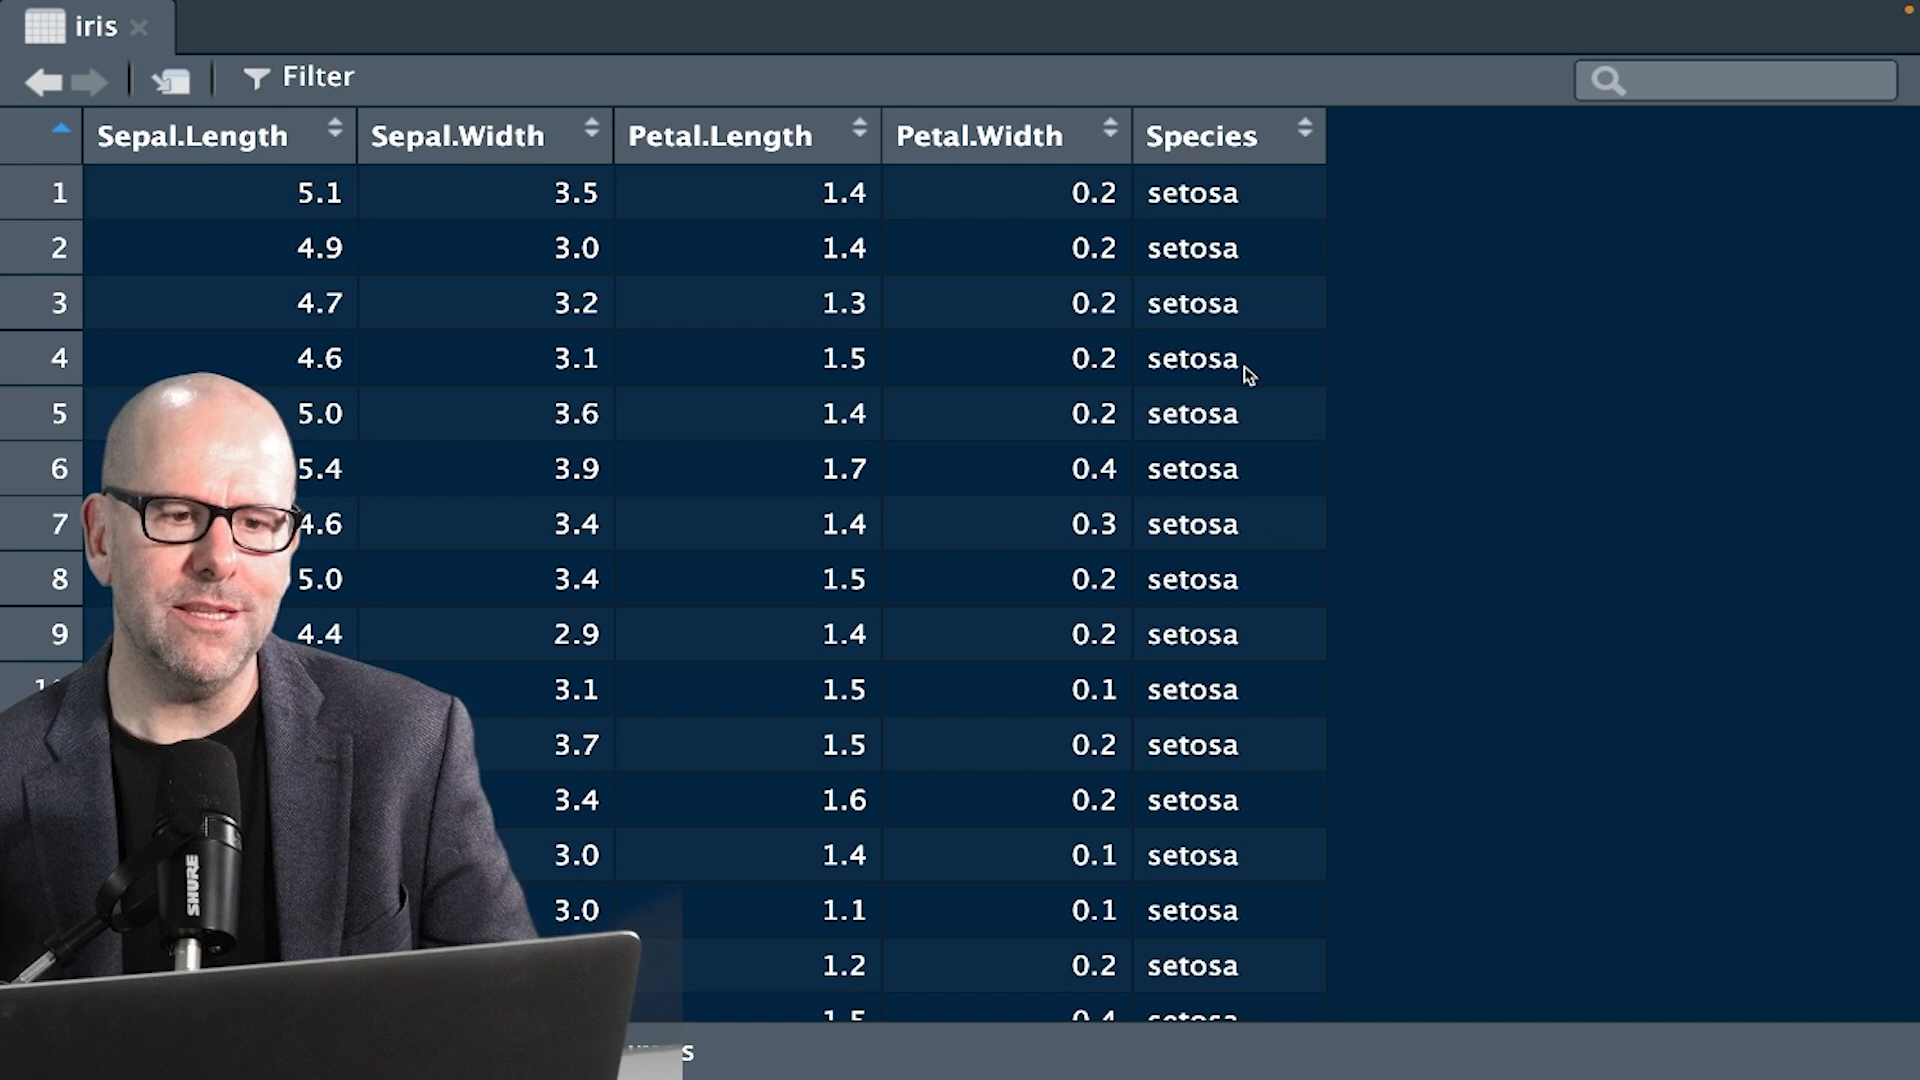 iris
Filter
Sepal.Length Sepal.Width Petal.Length Petal.Width Species
1 5.1 3.5 1.4 0.2 setosa
2 4.9 3.0 1.4 0.2 setosa
3 4.7 3.2 1.3 0.2 setosa
4 4.6 3.1 1.5 0.2 setosa
5 5.0 3.6 1.4 0.2 setosa
6 5.4 3.9 1.7 0.4 setosa
7 4.6 3.4 1.4 0.3 setosa
8 5.0 3.4 1.5 0.2 setosa
9 4.4 2.9 1.4 0.2 setosa
3.1 1.5 0.1 setosa
3.7 1.5 0.2 setosa
3.4 1.6 0.2 setosa
3.0 1.4 0.1 setosa
3.0 1.1 0.1 setosa
1.2 0.2 setosa
1.5 0.4 setosa
SHURE